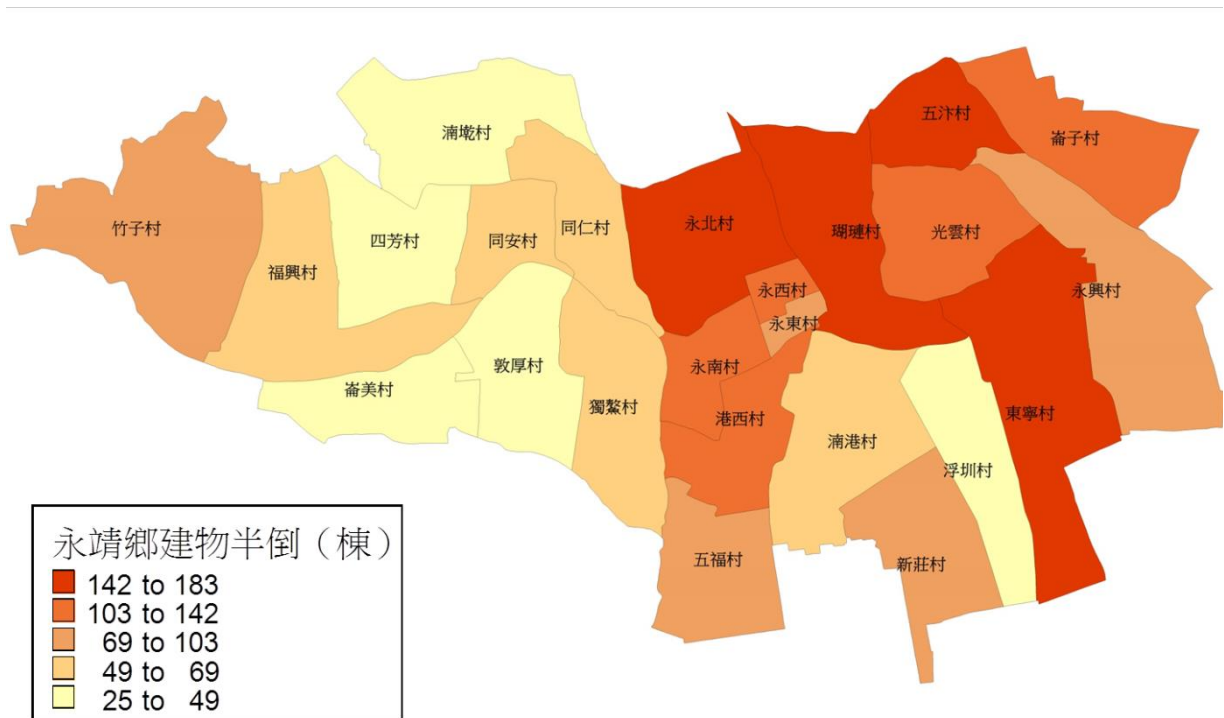 五汴村
崙子村
湳墘村
竹子村
四芳村
同安村
同仁村
永北村
瑚璉村
光雲村
福興村
永西村
永興村
永東村
崙美村
敦厚村
永南村
獨鰲村
港西村
東寧村
湳港村
浮圳村
五福村
新莊村
永靖鄉建物半倒（棟）
142 to 183
103 to 142
69 to 103
49 to 69
25 to 49